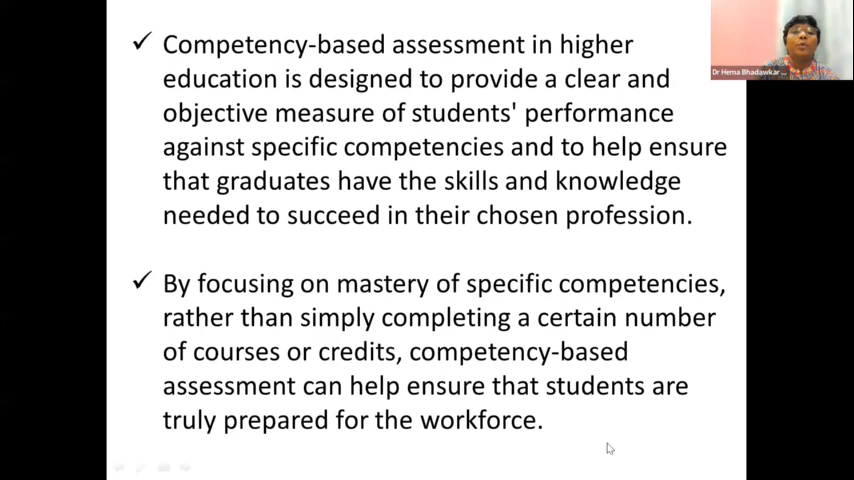 ✓ Competency-based assessment in higher
education is designed to provide a clear and
objective measure of students' performance
against specific competencies and to help ensure
that graduates have the skills and knowledge
needed to succeed in their chosen profession.
✓ By focusing on mastery of specific competencies,
rather than simply completing a certain number
of courses or credits, competency-based
assessment can help ensure that students are
truly prepared for the workforce.
Dr Hema Bhadawkar ...